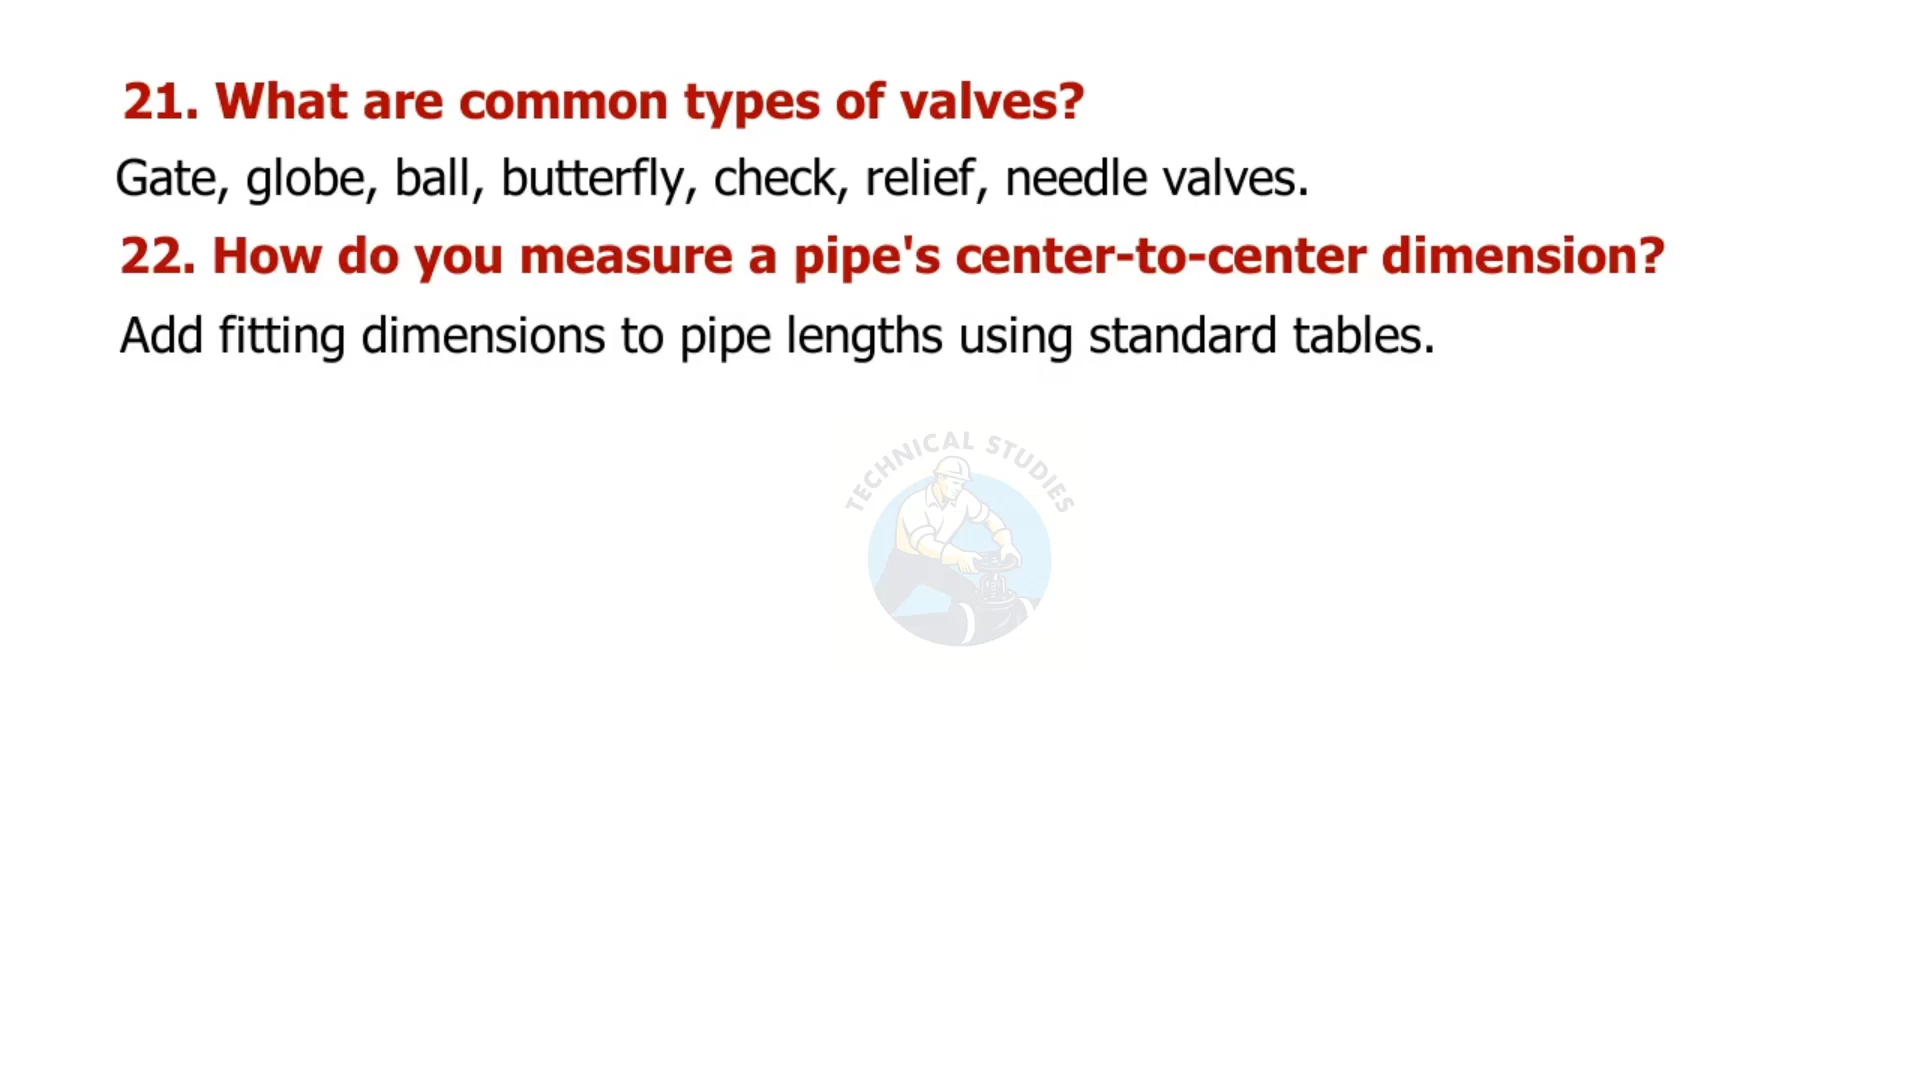 21. What are common types of valves?
Gate, globe, ball, butterfly, check, relief, needle valves.
22. How do you measure a pipe's center-to-center dimension?
Add fitting dimensions to pipe lengths using standard tables.
TECHNICAL STUDIES